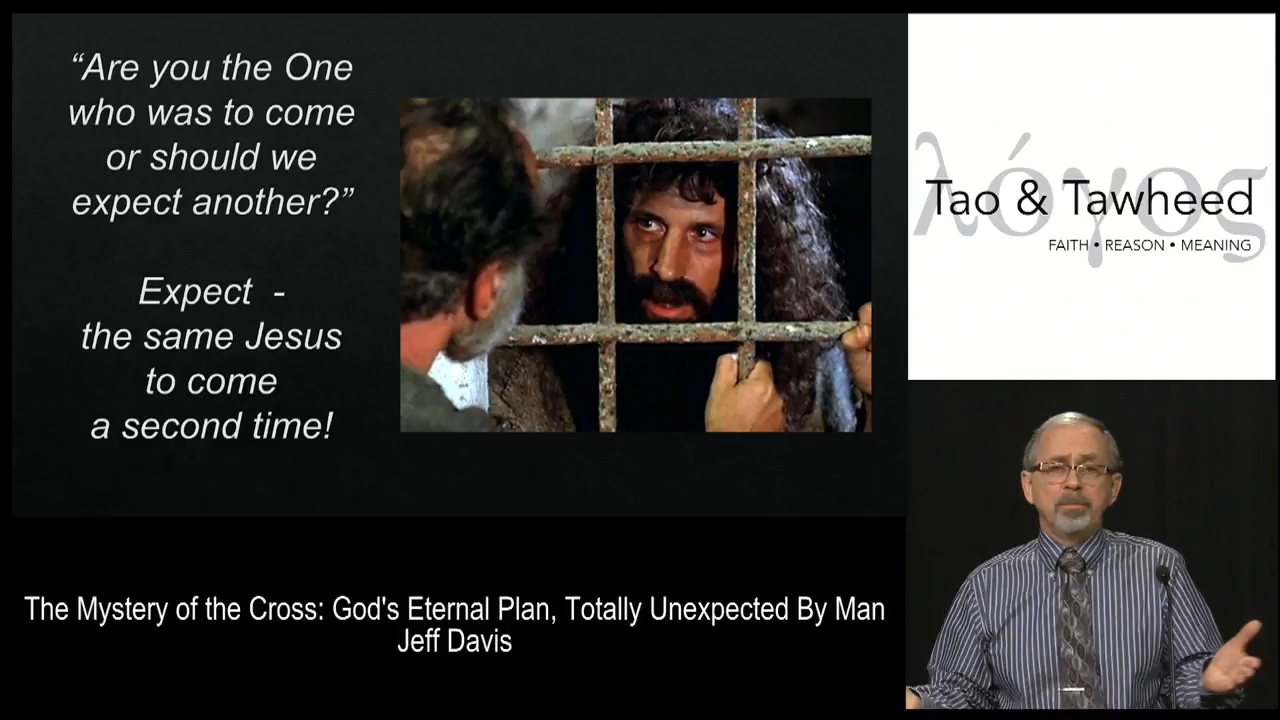 “Are you the One
who was to come
or should we
expect another?”
Expect -
the same Jesus
to come
a second time!
λόγος
Tao & Tawheed
FAITH • REASON • MEANING
The Mystery of the Cross: God's Eternal Plan, Totally Unexpected By Man
Jeff Davis